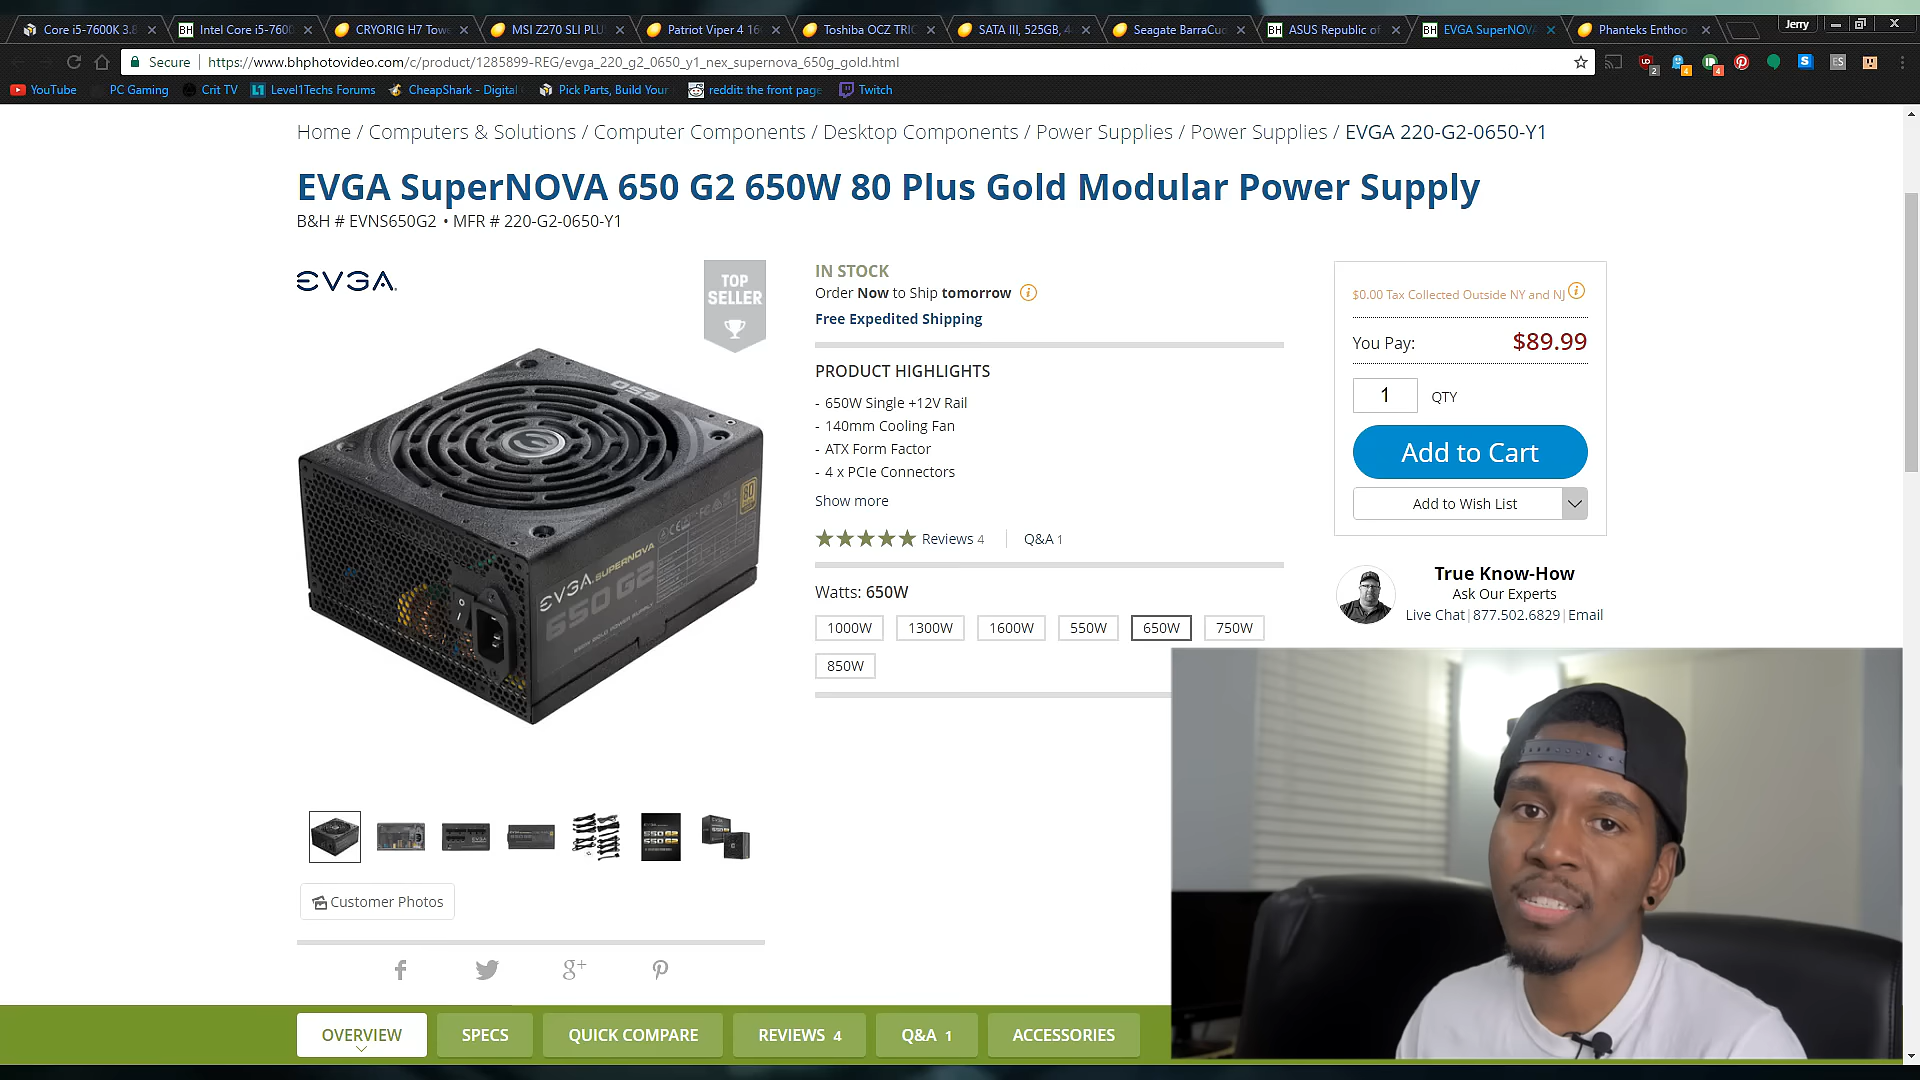 Core i5-7600K 3.8
Intel Core i5-7600
CRYORIG H7 Towe
MSI Z270 SLI PLU
Patriot Viper 4 16
Toshiba OCZ TRIO
SATA III, 525GB, 4
Seagate BarraCud
ASUS Republic of
EVGA SuperNOVA
Phanteks Enthoo
Jerry
Secure
https://www.bhphotovideo.com/c/product/1285899-REG/evga_220_g2_0650_y1_nex_supernova_650g_gold.html
YouTube
PC Gaming
Crit TV
Level1Techs Forums
CheapShark - Digital
Pick Parts, Build Your
reddit: the front page
Twitch
Home / Computers & Solutions / Computer Components / Desktop Components / Power Supplies / Power Supplies / EVGA 220-G2-0650-Y1
EVGA SuperNOVA 650 G2 650W 80 Plus Gold Modular Power Supply
B&H # EVNS650G2 • MFR # 220-G2-0650-Y1
EVGA
TOP SELLER
EVGA SUPERNOVA
650 G2
IN STOCK
Order Now to Ship tomorrow
Free Expedited Shipping
PRODUCT HIGHLIGHTS
- 650W Single +12V Rail
- 140mm Cooling Fan
- ATX Form Factor
- 4 x PCIe Connectors
Show more
Reviews 4
Q&A 1
Watts: 650W
1000W
1300W
1600W
550W
650W
750W
850W
$0.00 Tax Collected Outside NY and NJ
You Pay: $89.99
1 QTY
Add to Cart
Add to Wish List
True Know-How
Ask Our Experts
Live Chat|877.502.6829|Email
Customer Photos
OVERVIEW
SPECS
QUICK COMPARE
REVIEWS 4
Q&A 1
ACCESSORIES